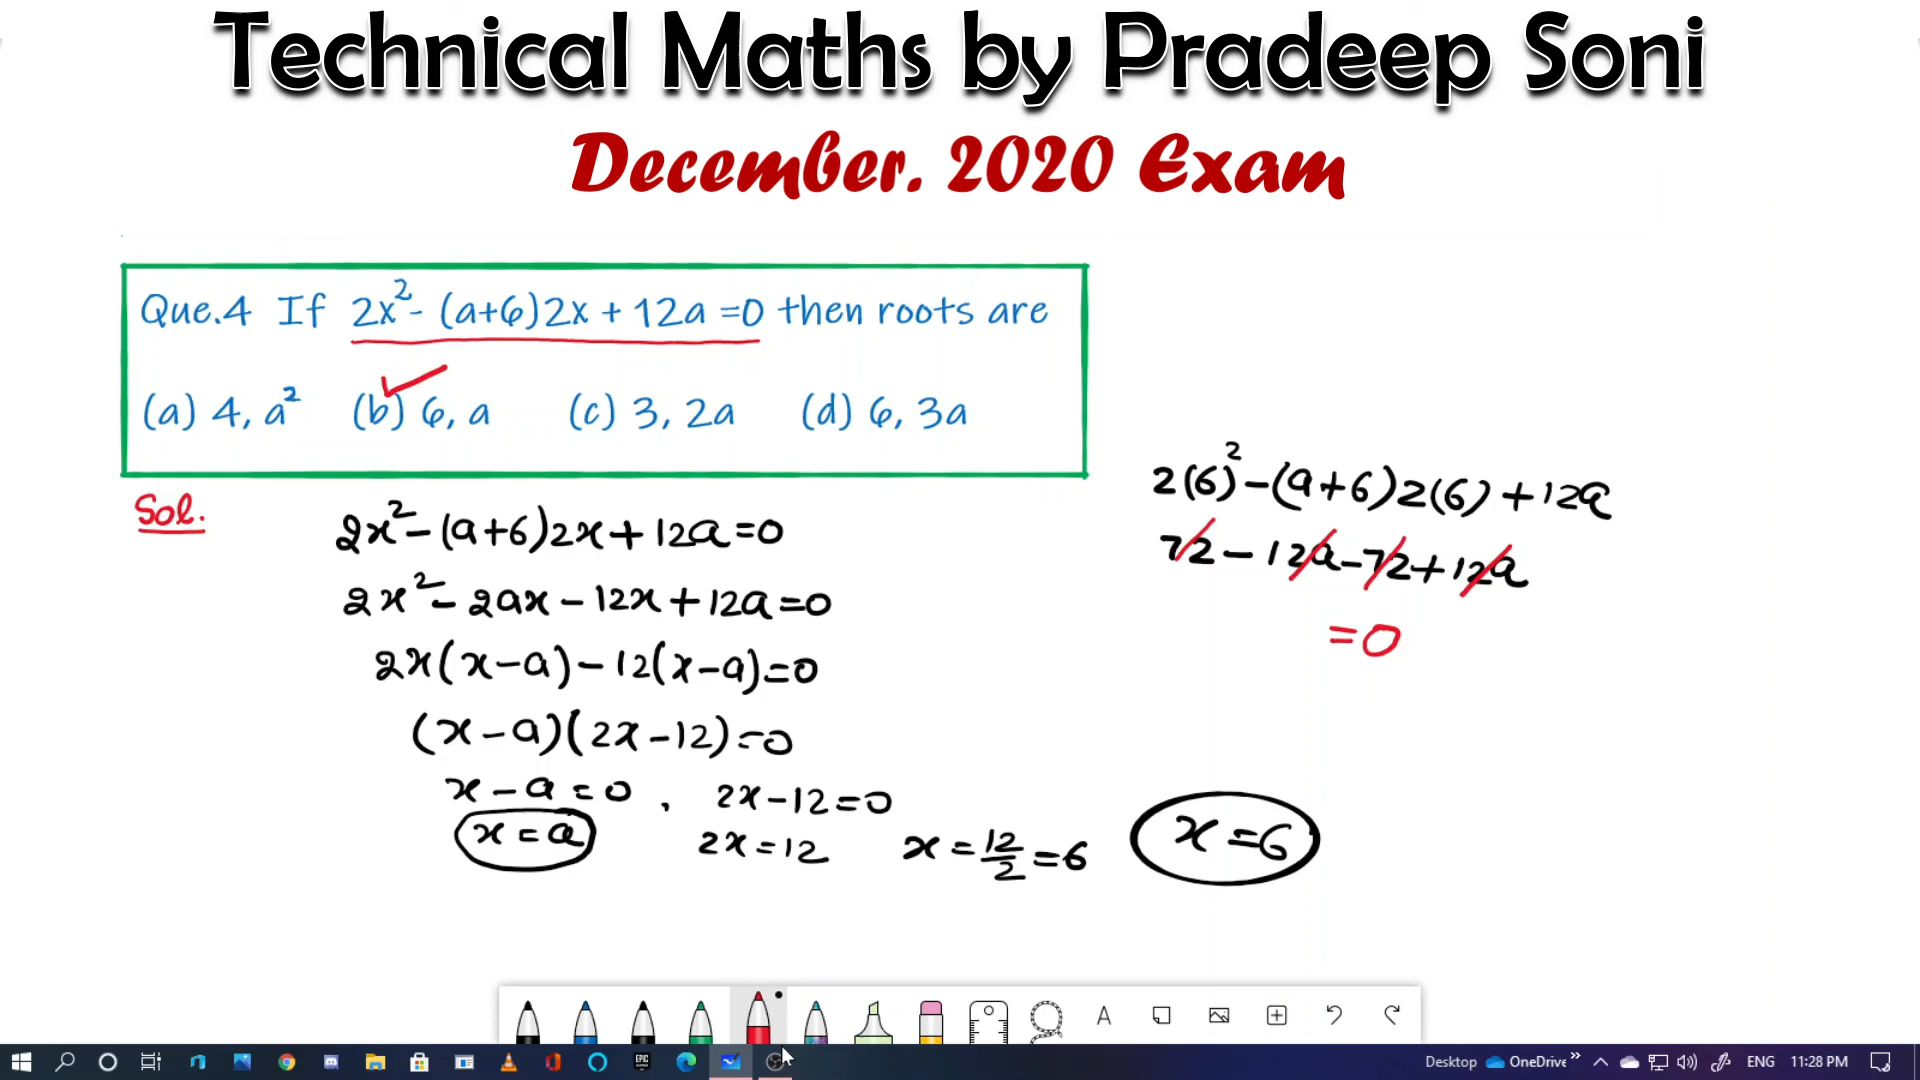 Technical Maths by Pradeep Soni
December. 2020 Exam
Que.4 If 2x² - (a+6)2x + 12a =0 then roots are
(a) 4, a² (b) 6, a (c) 3, 2a (d) 6, 3a
Sol.
2x² - (a+6)2x + 12a = 0
2x² - 2ax - 12x + 12a = 0
2x(x-a) - 12(x-a) = 0
(x-a)(2x-12) = 0
x-a = 0 , 2x-12 = 0
x = a 2x = 12 x = 12/2 = 6 x = 6
2(6)² - (a+6)2(6) + 12a
72 - 12a - 72 + 12a
= 0
A
EPIC
Desktop OneDrive » ENG 11:28 PM